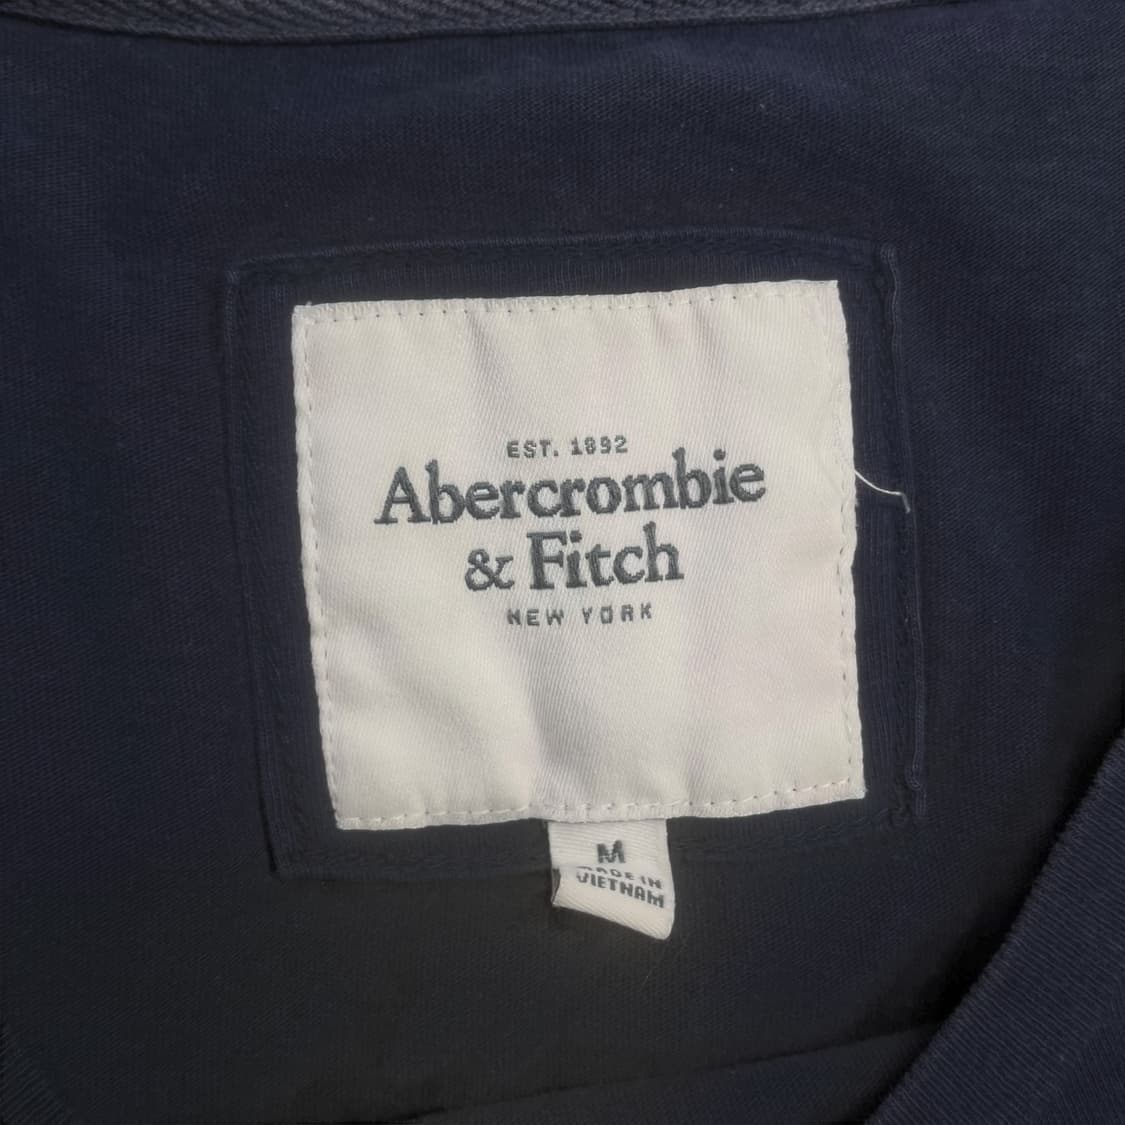 EST. 1892
Abercrombie
& Fitch
NEW YORK
M
MADE IN
VIETNAM